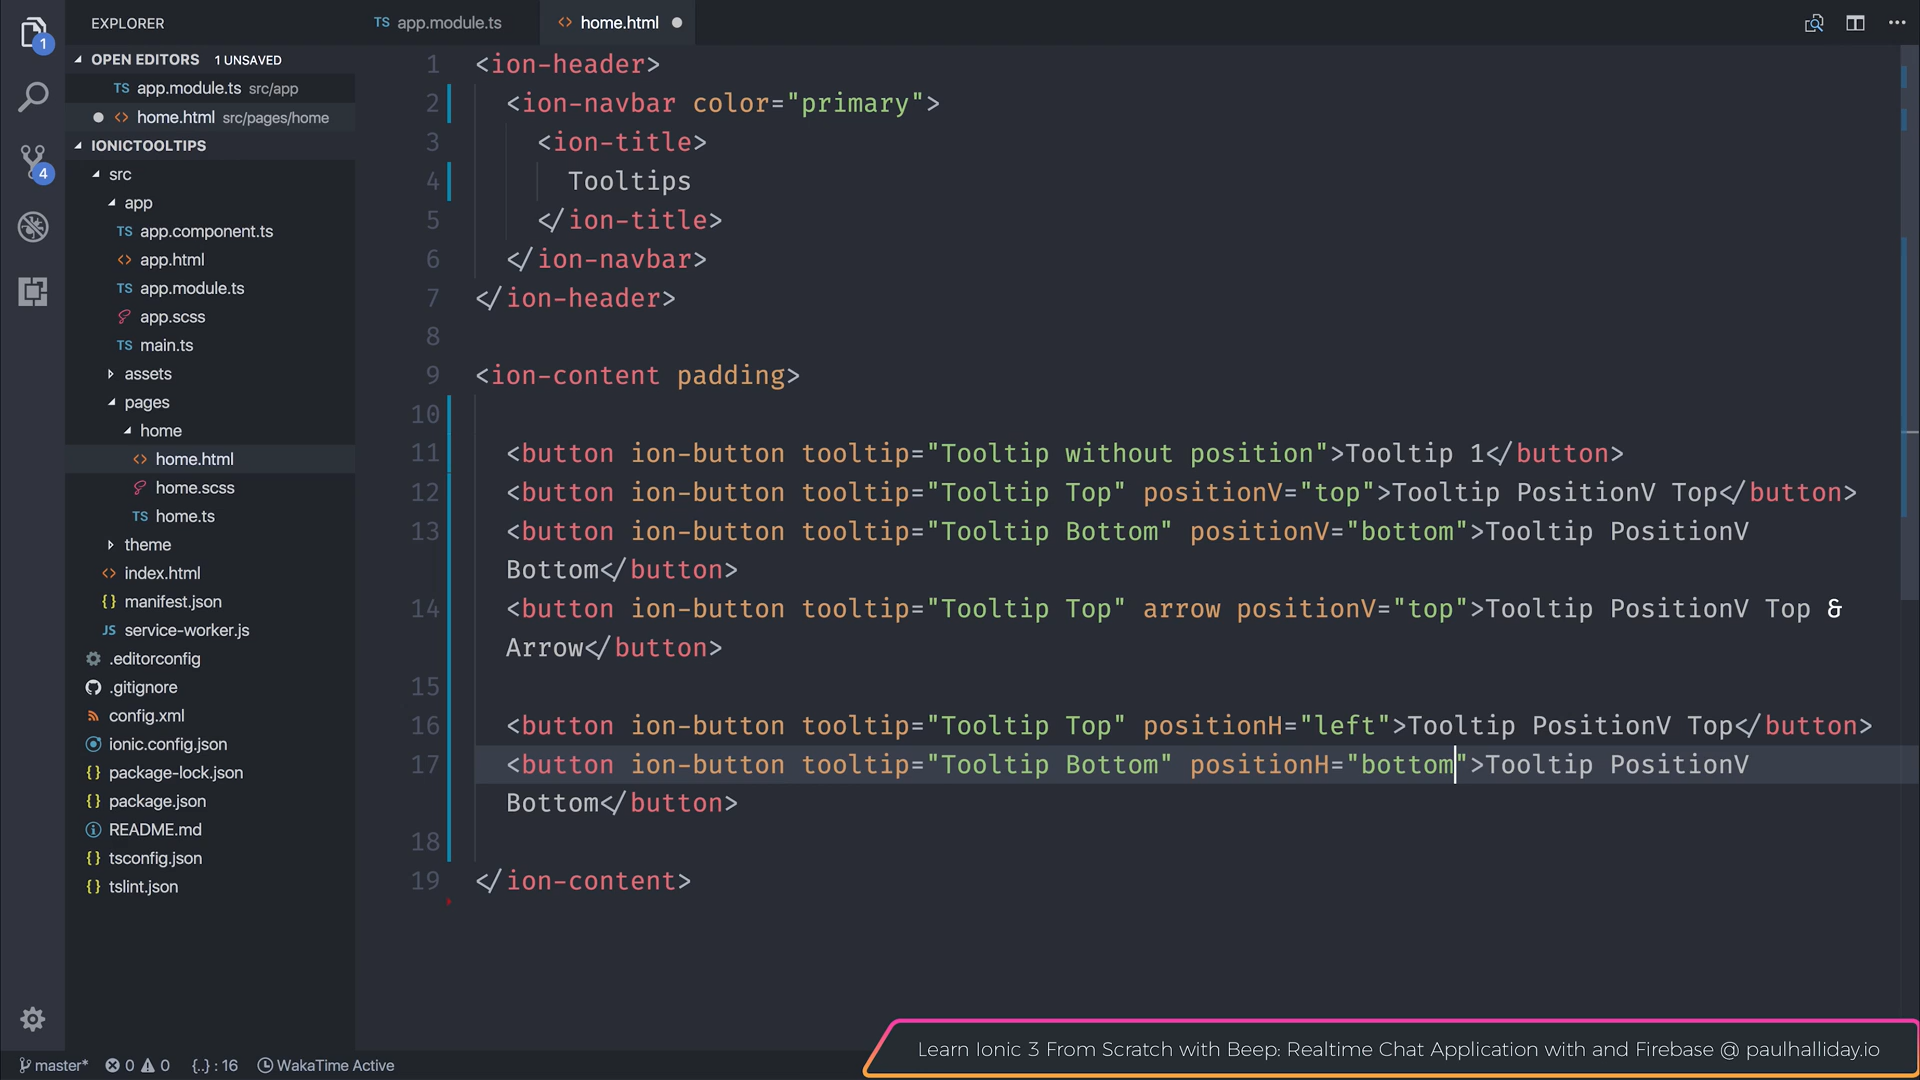 EXPLORER
TS app.module.ts
<> home.html
1
OPEN EDITORS 1 UNSAVED
TS app.module.ts src/app
<> home.html src/pages/home
IONICTOOLTIPS
src
app
TS app.component.ts
<> app.html
TS app.module.ts
app.scss
TS main.ts
assets
pages
home
<> home.html
home.scss
TS home.ts
theme
<> index.html
{} manifest.json
JS service-worker.js
.editorconfig
.gitignore
config.xml
ionic.config.json
{} package-lock.json
{} package.json
README.md
{} tsconfig.json
{} tslint.json
4
1 <ion-header>
2 <ion-navbar color="primary">
3 <ion-title>
4 Tooltips
5 </ion-title>
6 </ion-navbar>
7 </ion-header>
8
9 <ion-content padding>
10
11 <button ion-button tooltip="Tooltip without position">Tooltip 1</button>
12 <button ion-button tooltip="Tooltip Top" positionV="top">Tooltip PositionV Top</button>
13 <button ion-button tooltip="Tooltip Bottom" positionV="bottom">Tooltip PositionV
Bottom</button>
14 <button ion-button tooltip="Tooltip Top" arrow positionV="top">Tooltip PositionV Top &
Arrow</button>
15
16 <button ion-button tooltip="Tooltip Top" positionH="left">Tooltip PositionV Top</button>
17 <button ion-button tooltip="Tooltip Bottom" positionH="bottom">Tooltip PositionV
Bottom</button>
18
19 </ion-content>
master* 0 0 {..} : 16 WakaTime Active
Learn Ionic 3 From Scratch with Beep: Realtime Chat Application with and Firebase @ paulhalliday.io